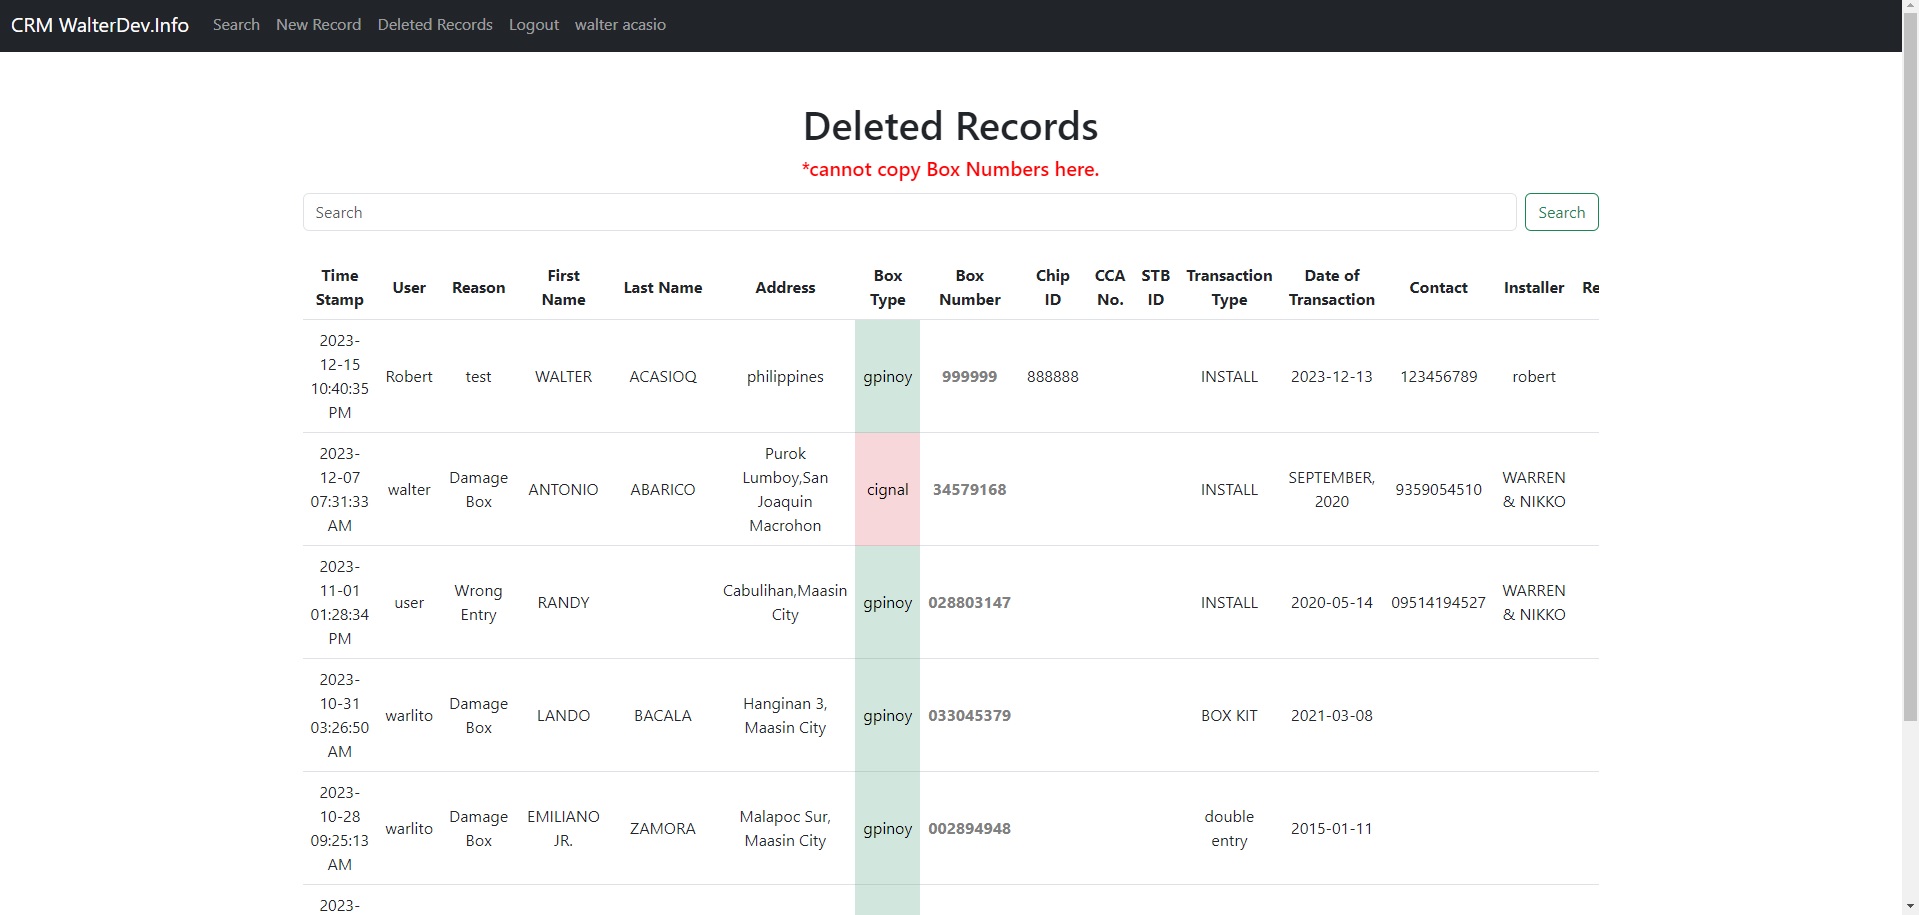 CRM WalterDev.Info Search New Record Deleted Records Logout walter acasio
Deleted Records
*cannot copy Box Numbers here.
Search Search
Time Stamp User Reason First Name Last Name Address Box Type Box Number Chip ID CCA No. STB ID Transaction Type Date of Transaction Contact Installer Re
2023-12-15 10:40:35 PM Robert test WALTER ACASIOQ philippines gpinoy 999999 888888 INSTALL 2023-12-13 123456789 robert
2023-12-07 07:31:33 AM walter Damage Box ANTONIO ABARICO Purok Lumboy,San Joaquin Macrohon cignal 34579168 INSTALL SEPTEMBER, 2020 9359054510 WARREN & NIKKO
2023-11-01 01:28:34 PM user Wrong Entry RANDY Cabulihan,Maasin City gpinoy 028803147 INSTALL 2020-05-14 09514194527 WARREN & NIKKO
2023-10-31 03:26:50 AM warlito Damage Box LANDO BACALA Hanginan 3, Maasin City gpinoy 033045379 BOX KIT 2021-03-08
2023-10-28 09:25:13 AM warlito Damage Box EMILIANO JR. ZAMORA Malapoc Sur, Maasin City gpinoy 002894948 double entry 2015-01-11
2023-